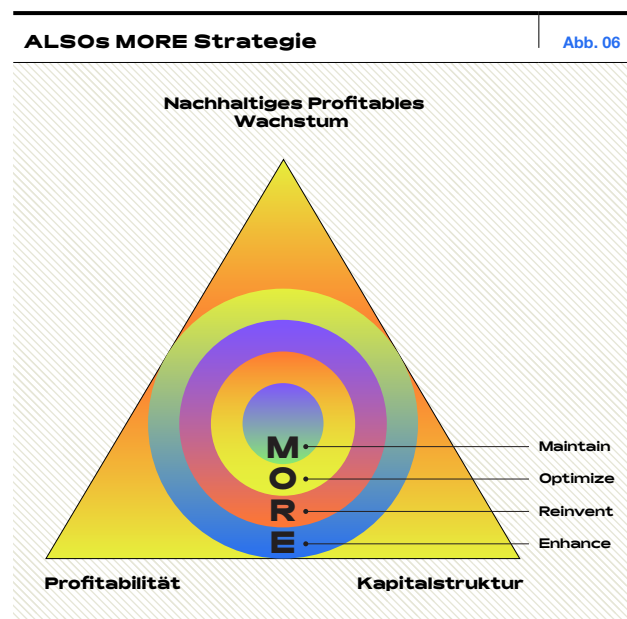 ALSOs MORE Strategie
Abb. 06
Nachhaltiges Profitables
Wachstum
M
Maintain
O
Optimize
R
Reinvent
E
Enhance
Profitabilität
Kapitalstruktur